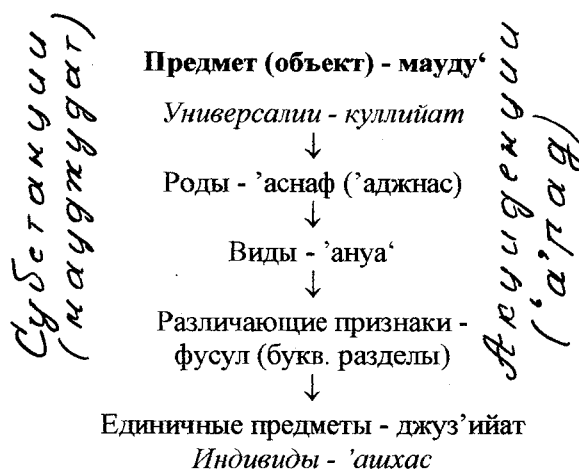 Субстанции
(мауджудат)
Предмет (объект) - мауду‘
Универсалии - куллийат
↓
Роды - ’аснаф (’аджнас)
↓
Виды - ’ануа‘
↓
Различающие признаки -
фусул (букв. разделы)
↓
Единичные предметы - джуз’ийат
Индивиды - ’ашхас
Акциденции
(‘а’рад)